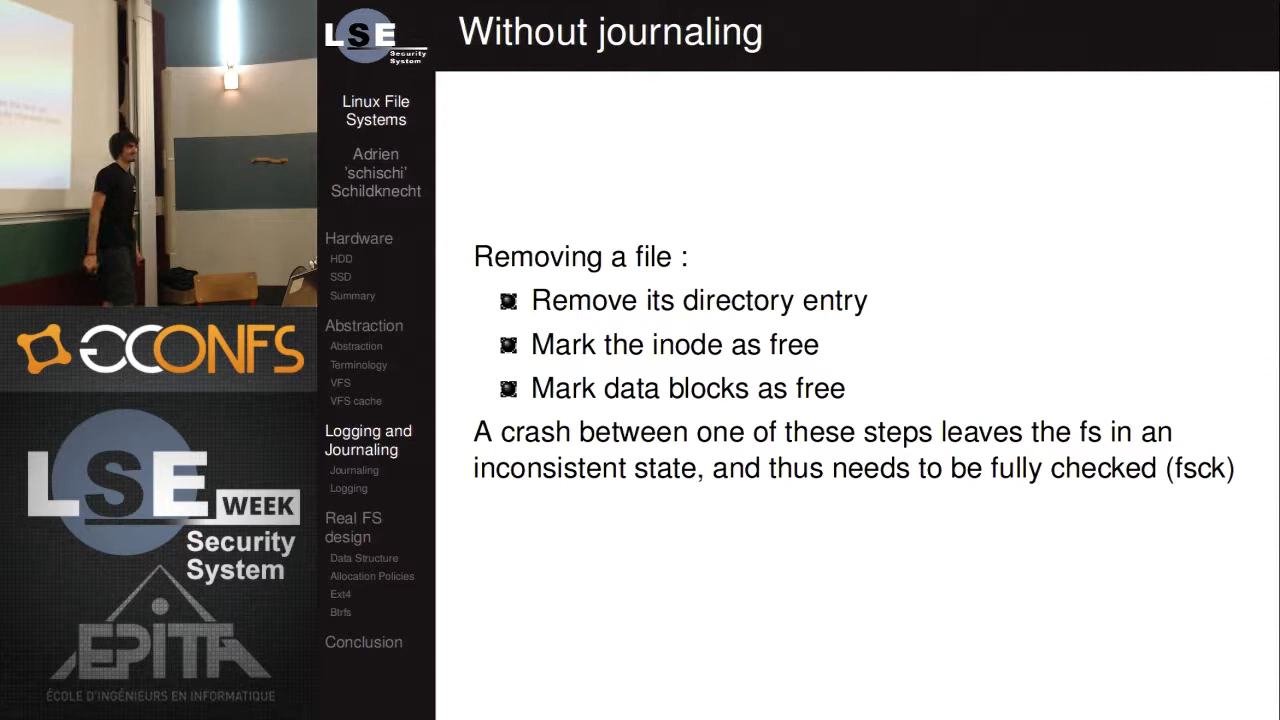 LSE
Security
System
Without journaling
Linux File
Systems
Adrien
'schischi'
Schildknecht
Hardware
HDD
SSD
Summary
Abstraction
Abstraction
Terminology
VFS
VFS cache
Logging and
Journaling
Journaling
Logging
Real FS
design
Data Structure
Allocation Policies
Ext4
Btrfs
Conclusion
Removing a file :
Remove its directory entry
Mark the inode as free
Mark data blocks as free
A crash between one of these steps leaves the fs in an
inconsistent state, and thus needs to be fully checked (fsck)
GCONFS
LSE WEEK
Security
System
EPITA
ÉCOLE D'INGÉNIEURS EN INFORMATIQUE